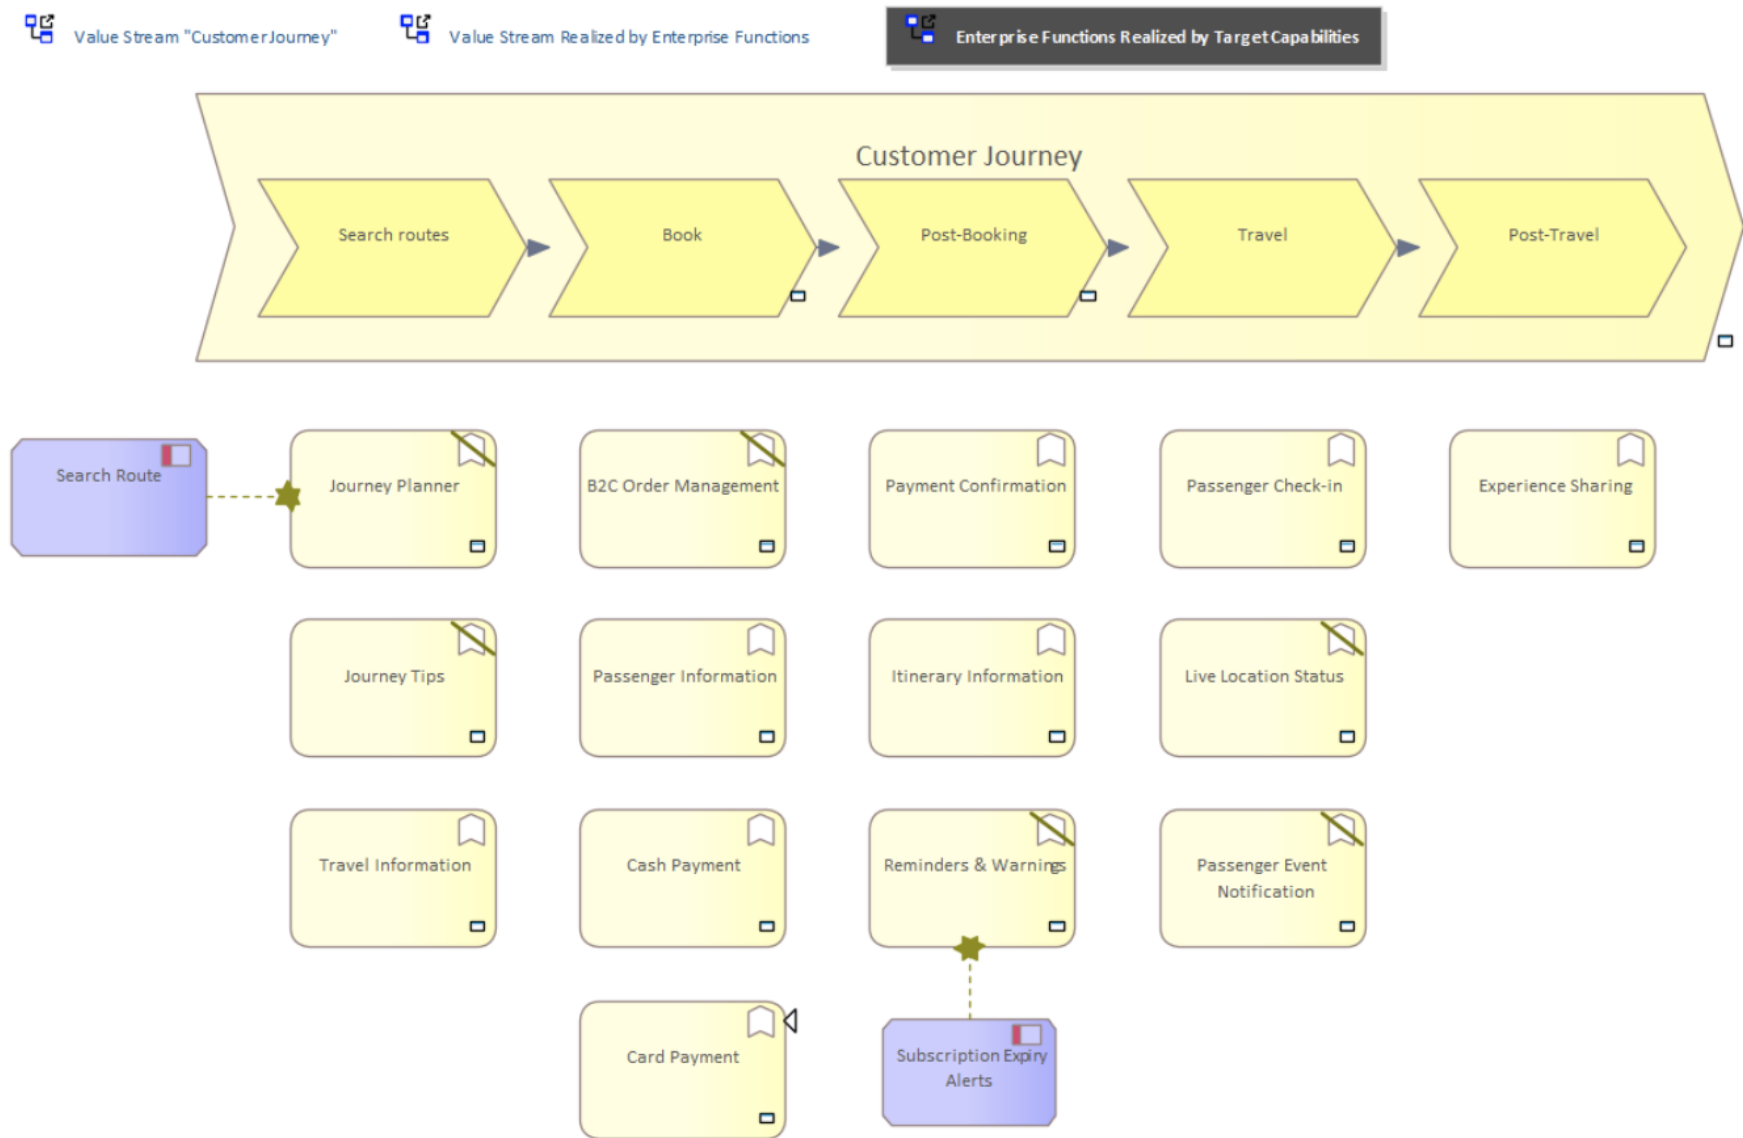 Value Stream "Customer Journey"
Value Stream Realized by Enterprise Functions
Enterprise Functions Realized by Target Capabilities
Customer Journey
Search routes
Book
Post-Booking
Travel
Post-Travel
Search Route
Journey Planner
B2C Order Management
Payment Confirmation
Passenger Check-in
Experience Sharing
Journey Tips
Passenger Information
Itinerary Information
Live Location Status
Travel Information
Cash Payment
Reminders & Warnings
Passenger Event
Notification
Card Payment
Subscription Expiry
Alerts